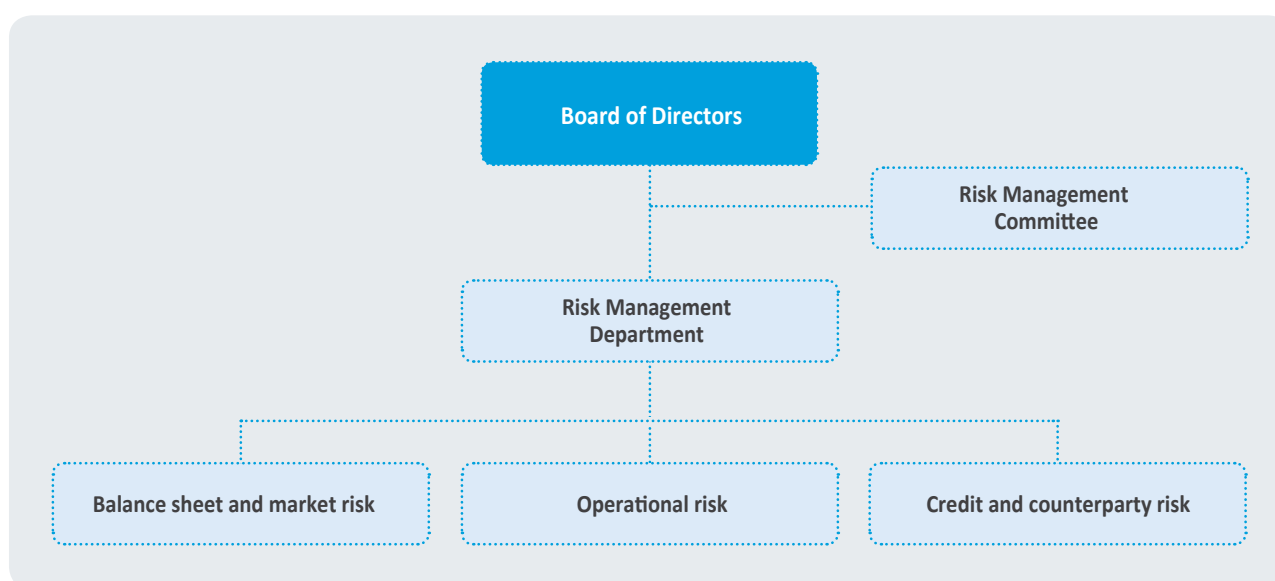 Board of Directors
Risk Management
Committee
Risk Management
Department
Balance sheet and market risk
Operational risk
Credit and counterparty risk